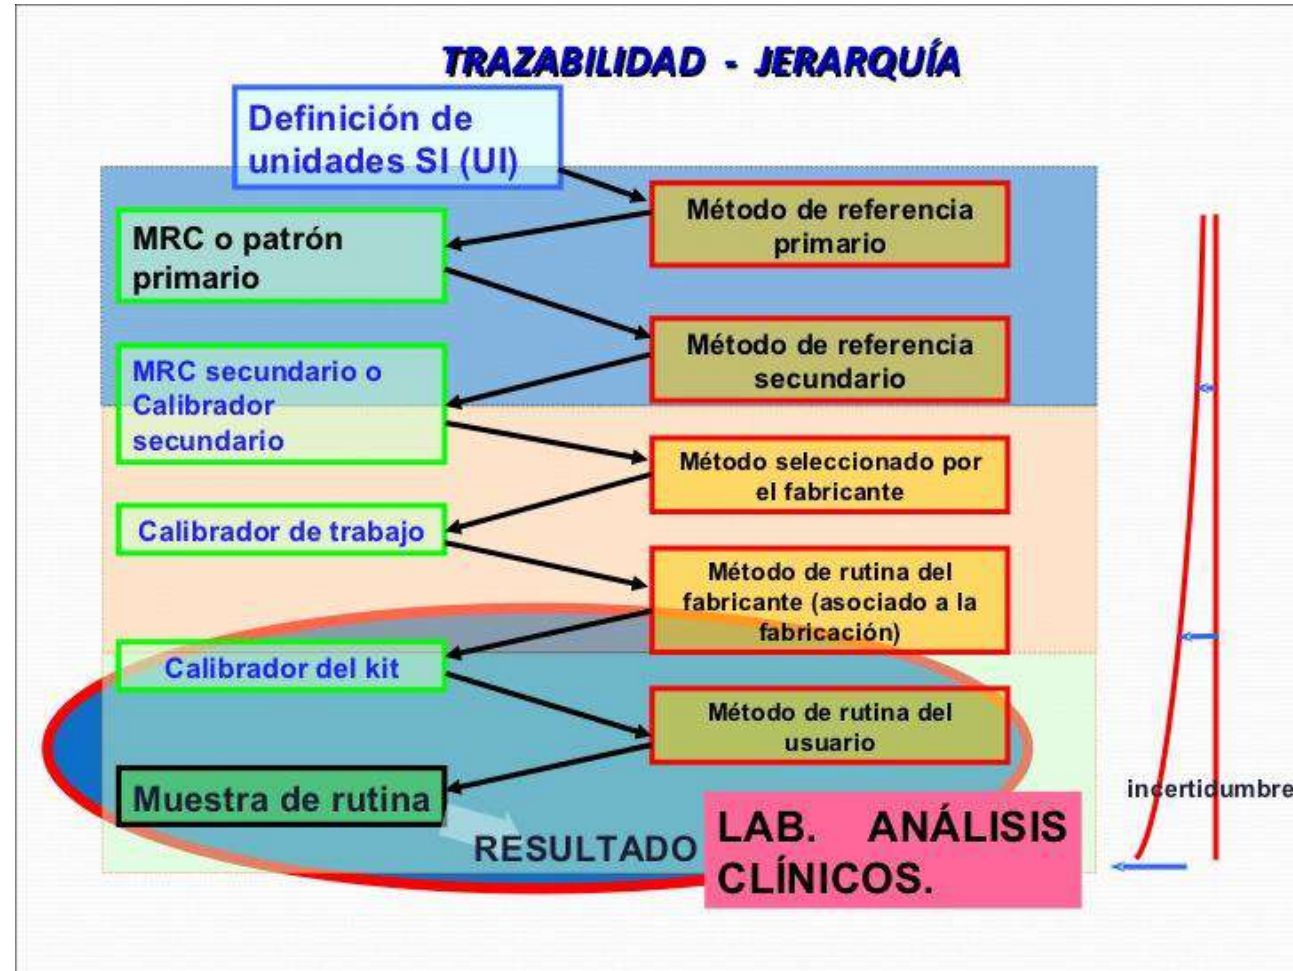 TRAZABILIDAD - JERARQUÍA
Definición de
unidades SI (UI)
Método de referencia
primario
MRC o patrón
primario
Método de referencia
secundario
MRC secundario o
Calibrador
secundario
Método seleccionado por
el fabricante
Calibrador de trabajo
Método de rutina del
fabricante (asociado a la
fabricación)
Calibrador del kit
Método de rutina del
usuario
Muestra de rutina
incertidumbre
RESULTADO
LAB. ANÁLISIS
CLÍNICOS.